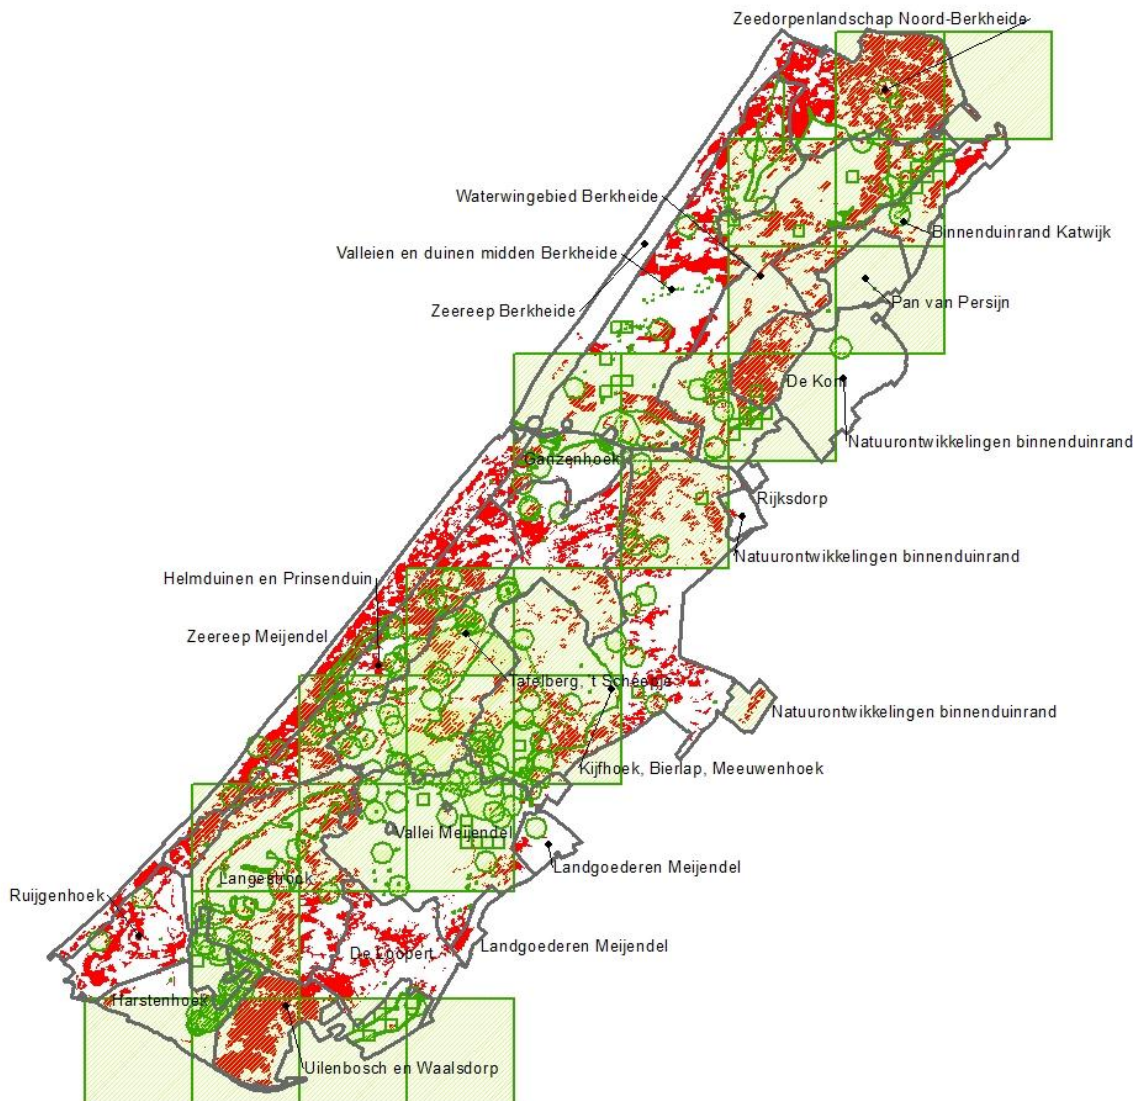 Zeedorpenlandschap Noord-Berkheide
Waterwingebied Berkheide
Binnenduinrand Katwijk
Valleien en duinen midden Berkheide
Pan van Persijn
Zeereep Berkheide
De Kom
Natuurontwikkelingen binnenduinrand
Ganzenhoek
Rijksdorp
Natuurontwikkelingen binnenduinrand
Helmduinen en Prinsenduin
Zeereep Meijendel
Tafelberg, 't Scheepje
Natuurontwikkelingen binnenduinrand
Kijfhoek, Bierlap, Meeuwenhoek
Vallei Meijendel
Landgoederen Meijendel
Langestrook
Ruijgenhoek
Landgoederen Meijendel
De Loopert
Harstenhoek
Uilenbosch en Waalsdorp